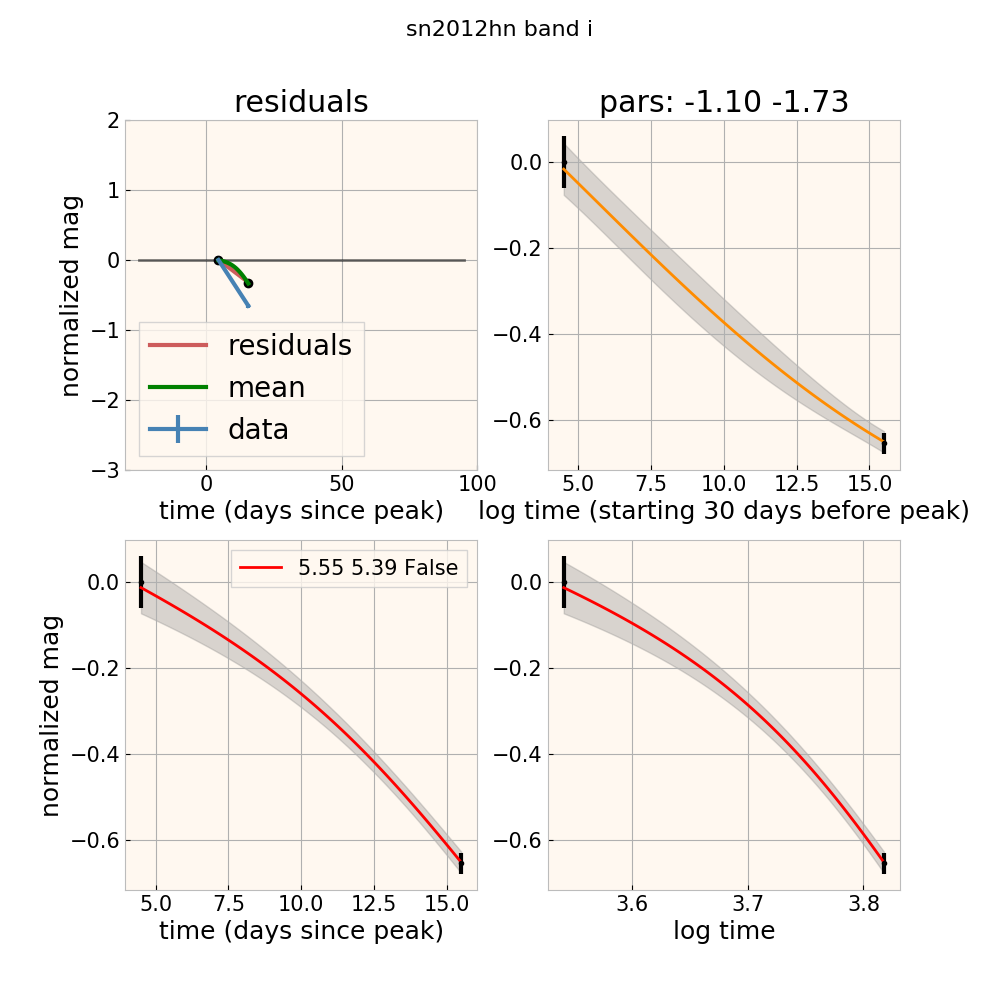 sn2012hn band i
residuals
pars: -1.10 -1.73
normalized mag
2
1
0
−1
−2
−3
residuals
mean
data
0
50
100
time (days since peak)
0.0
−0.2
−0.4
−0.6
5.0
7.5
10.0
12.5
15.0
log time (starting 30 days before peak)
normalized mag
0.0
−0.2
−0.4
−0.6
5.55 5.39 False
5.0
7.5
10.0
12.5
15.0
time (days since peak)
0.0
−0.2
−0.4
−0.6
3.6
3.7
3.8
log time